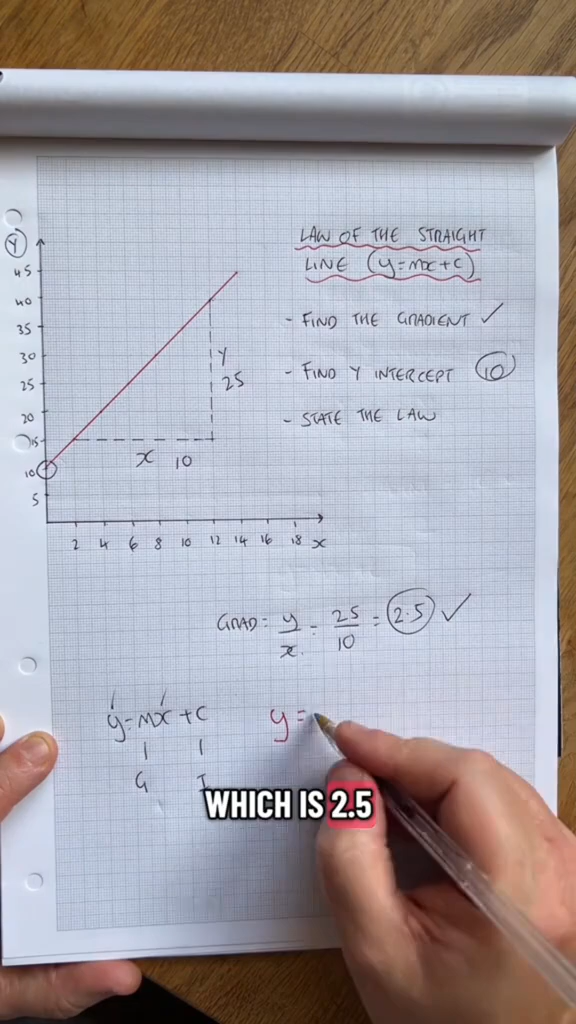 LAW OF THE STRAIGHT
LINE (y=mx+c)
- FIND THE GRADIENT ✓
- FIND Y INTERCEPT 10
- STATE THE LAW
Y
45
40
35
30
25
20
15
10
5
Y
25
x 10
2 4 6 8 10 12 14 16 18 x
GRAD = y/x = 25/10 = 2.5 ✓
y=mx+c
G I
y=
WHICH IS 2.5